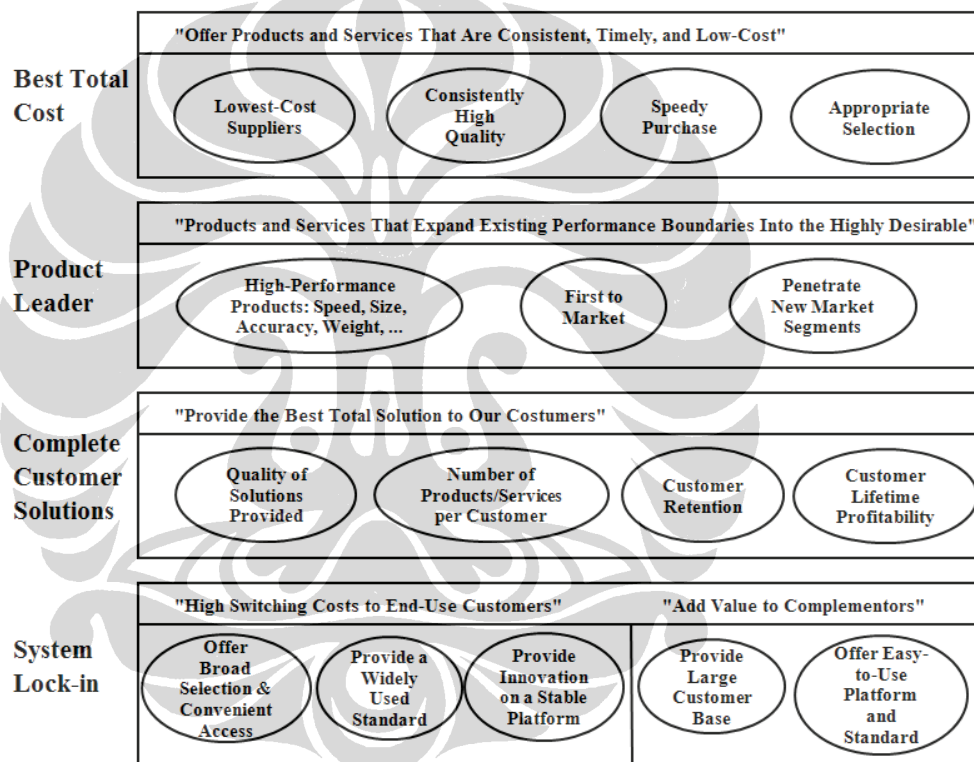 "Offer Products and Services That Are Consistent, Timely, and Low-Cost"
Best Total
Cost
Lowest-Cost
Suppliers
Consistently
High
Quality
Speedy
Purchase
Appropriate
Selection
"Products and Services That Expand Existing Performance Boundaries Into the Highly Desirable"
Product
Leader
High-Performance
Products: Speed, Size,
Accuracy, Weight, ...
First to
Market
Penetrate
New Market
Segments
"Provide the Best Total Solution to Our Costumers"
Complete
Customer
Solutions
Quality of
Solutions
Provided
Number of
Products/Services
per Customer
Customer
Retention
Customer
Lifetime
Profitability
"High Switching Costs to End-Use Customers"
"Add Value to Complementors"
System
Lock-in
Offer
Broad
Selection &
Convenient
Access
Provide a
Widely
Used
Standard
Provide
Innovation
on a Stable
Platform
Provide
Large
Customer
Base
Offer Easy-
to-Use
Platform
and
Standard